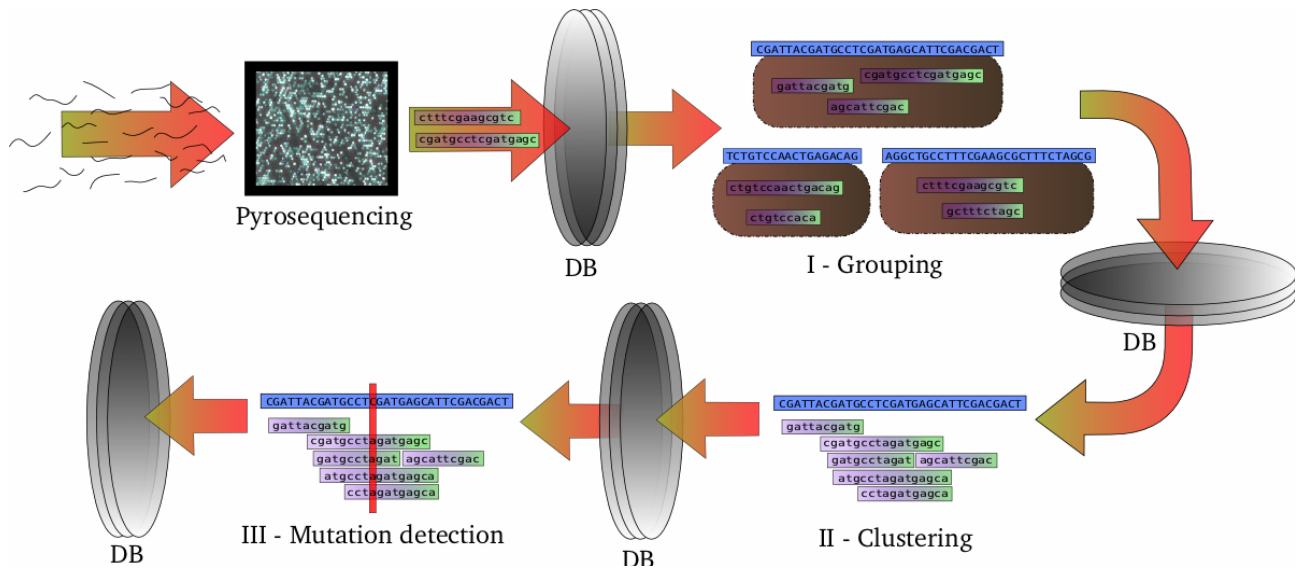 ctttcgaagcgtc
cgatgcctcgatgagc
Pyrosequencing
DB
CGATTACGATGCCTCGATGAGCATTCGACGACT
gattacgatg
cgatgcctcgatgagc
agcattcgac
TCTGTCCAACTGAGACAG
ctgtccaactgacag
ctgtccaca
AGGCTGCCTTTCGAAGCGCTTTCTAGCG
ctttcgaagcgtc
gctttctagc
I - Grouping
DB
CGATTACGATGCCTCGATGAGCATTCGACGACT
gattacgatg
cgatgcctagatgagc
gatgcctagat agcattcgac
atgcctagatgagca
cctagatgagca
II - Clustering
DB
CGATTACGATGCCTCGATGAGCATTCGACGACT
gattacgatg
cgatgcctagatgagc
gatgcctagat agcattcgac
atgcctagatgagca
cctagatgagca
III - Mutation detection
DB